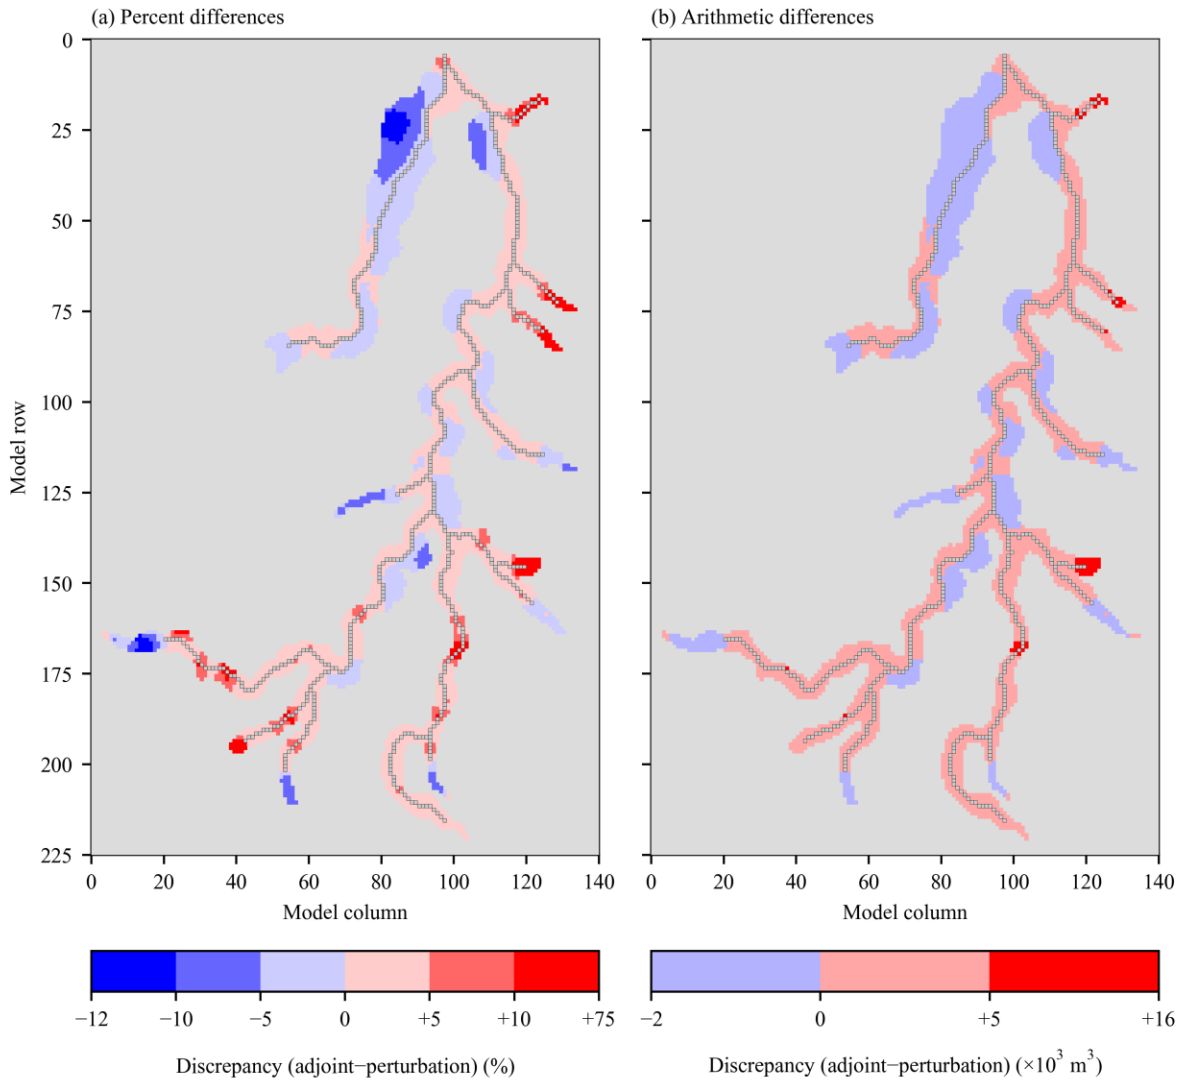 (a) Percent differences
(b) Arithmetic differences
0
25
50
75
100
125
150
175
200
225
Model row
0 20 40 60 80 100 120 140
0 20 40 60 80 100 120 140
Model column
Model column
−12 −10 −5 0 +5 +10 +75
−2 0 +5 +16
Discrepancy (adjoint−perturbation) (%)
Discrepancy (adjoint−perturbation) (×10³ m³)